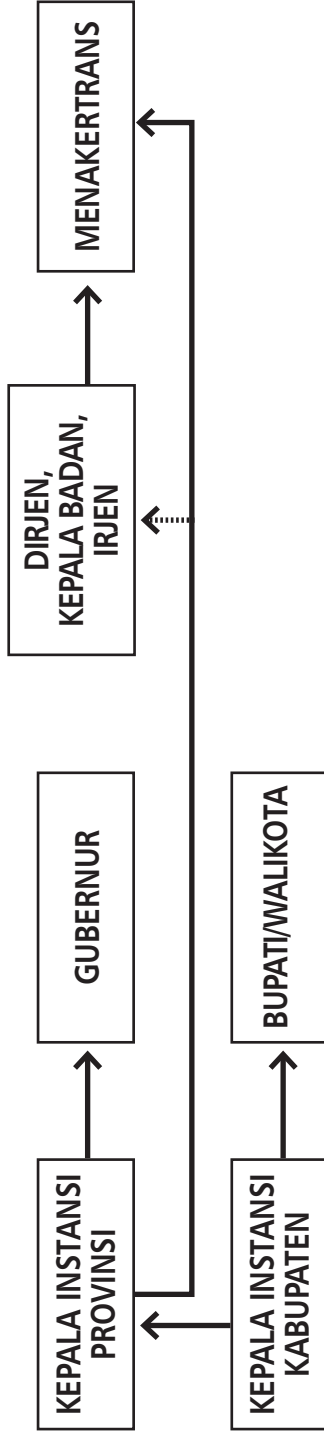 KEPALA INSTANSI
PROVINSI
GUBERNUR
DIRJEN,
KEPALA BADAN,
IRJEN
MENAKERTRANS
KEPALA INSTANSI
KABUPATEN
BUPATI/WALIKOTA